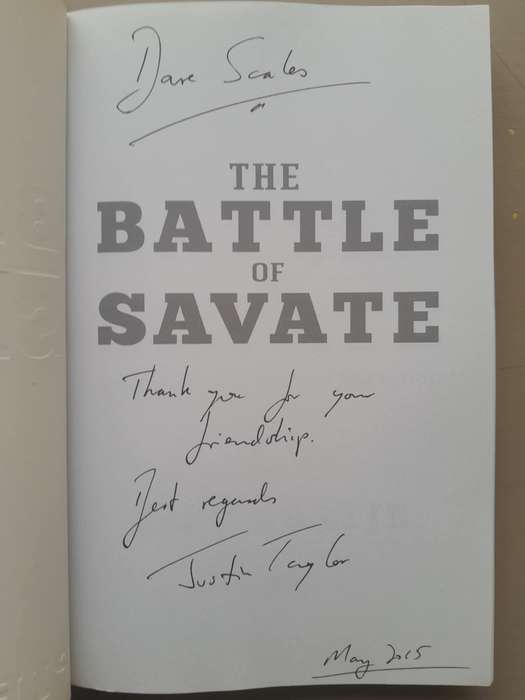 Dave Scales
THE
BATTLE
OF
SAVATE
Thank you for your
friendship.
Best regards
Justin Taylor
May 2015